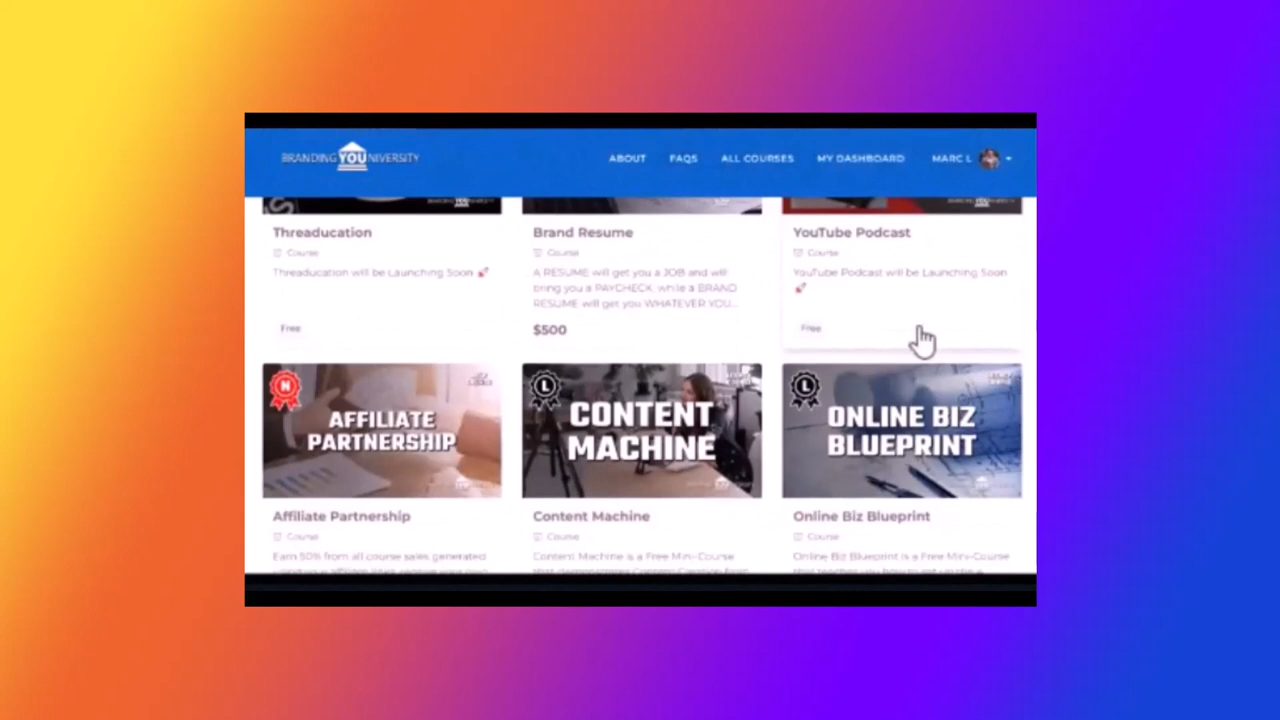 BRANDING YOUNIVERSITY
ABOUT
FAQS
ALL COURSES
MY DASHBOARD
MARC L
Threaducation
Course
Threaducation will be Launching Soon 🚀
Free
Brand Resume
Course
A RESUME will get you a JOB and will
bring you a PAYCHECK, while a BRAND
RESUME will get you WHATEVER YOU...
$500
YouTube Podcast
Course
YouTube Podcast will be Launching Soon
🚀
Free
N
AFFILIATE
PARTNERSHIP
Affiliate Partnership
Course
Earn 50% from all course sales generated
L
CONTENT
MACHINE
Content Machine
Course
Content Machine is a Free Mini-Course
L
ONLINE BIZ
BLUEPRINT
Online Biz Blueprint
Course
Online Biz Blueprint is a Free Mini-Course